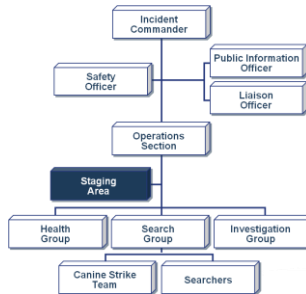 Incident
Commander
Public Information
Officer
Safety
Officer
Liaison
Officer
Operations
Section
Staging
Area
Health
Group
Search
Group
Investigation
Group
Canine Strike
Team
Searchers